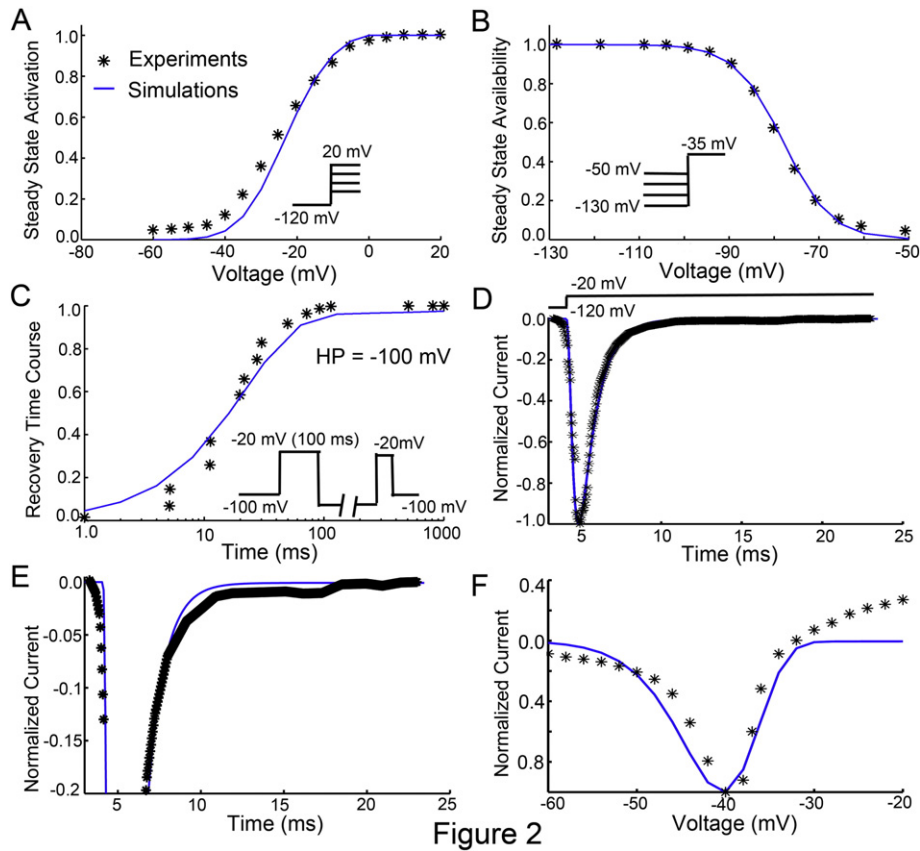 A
Steady State Activation
1.0
0.8
0.6
0.4
0.2
0.0
Experiments
Simulations
20 mV
-120 mV
-80
-60
-40
-20
0
20
Voltage (mV)
B
Steady State Availability
1.0
0.8
0.6
0.4
0.2
0.0
-35 mV
-50 mV
-130 mV
-130
-110
-90
-70
-50
Voltage (mV)
C
Recovery Time Course
1.0
0.8
0.6
0.4
0.2
0.0
HP = -100 mV
-20 mV (100 ms)
-20mV
-100 mV
-100 mV
1.0
10
100
1000
Time (ms)
D
-20 mV
-120 mV
Normalized Current
0
-0.2
-0.4
-0.6
-0.8
-1.0
5
10
15
20
25
Time (ms)
E
Normalized Current
0.0
-0.05
-0.1
-0.15
-0.2
5
10
15
20
25
Time (ms)
F
Normalized Current
0.4
0.0
0.4
0.8
-60
-50
-40
-30
-20
Voltage (mV)
Figure 2